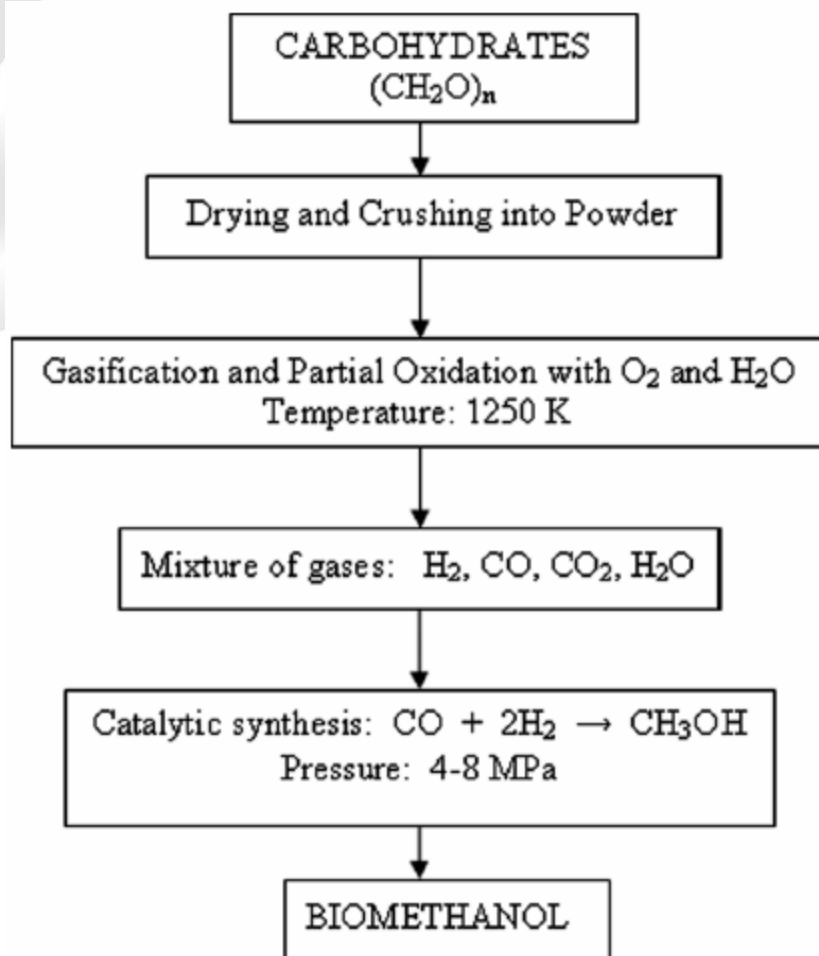 CARBOHYDRATES
(CH₂O)ₙ
Drying and Crushing into Powder
Gasification and Partial Oxidation with O₂ and H₂O
Temperature: 1250 K
Mixture of gases: H₂, CO, CO₂, H₂O
Catalytic synthesis: CO + 2H₂ → CH₃OH
Pressure: 4-8 MPa
BIOMETHANOL